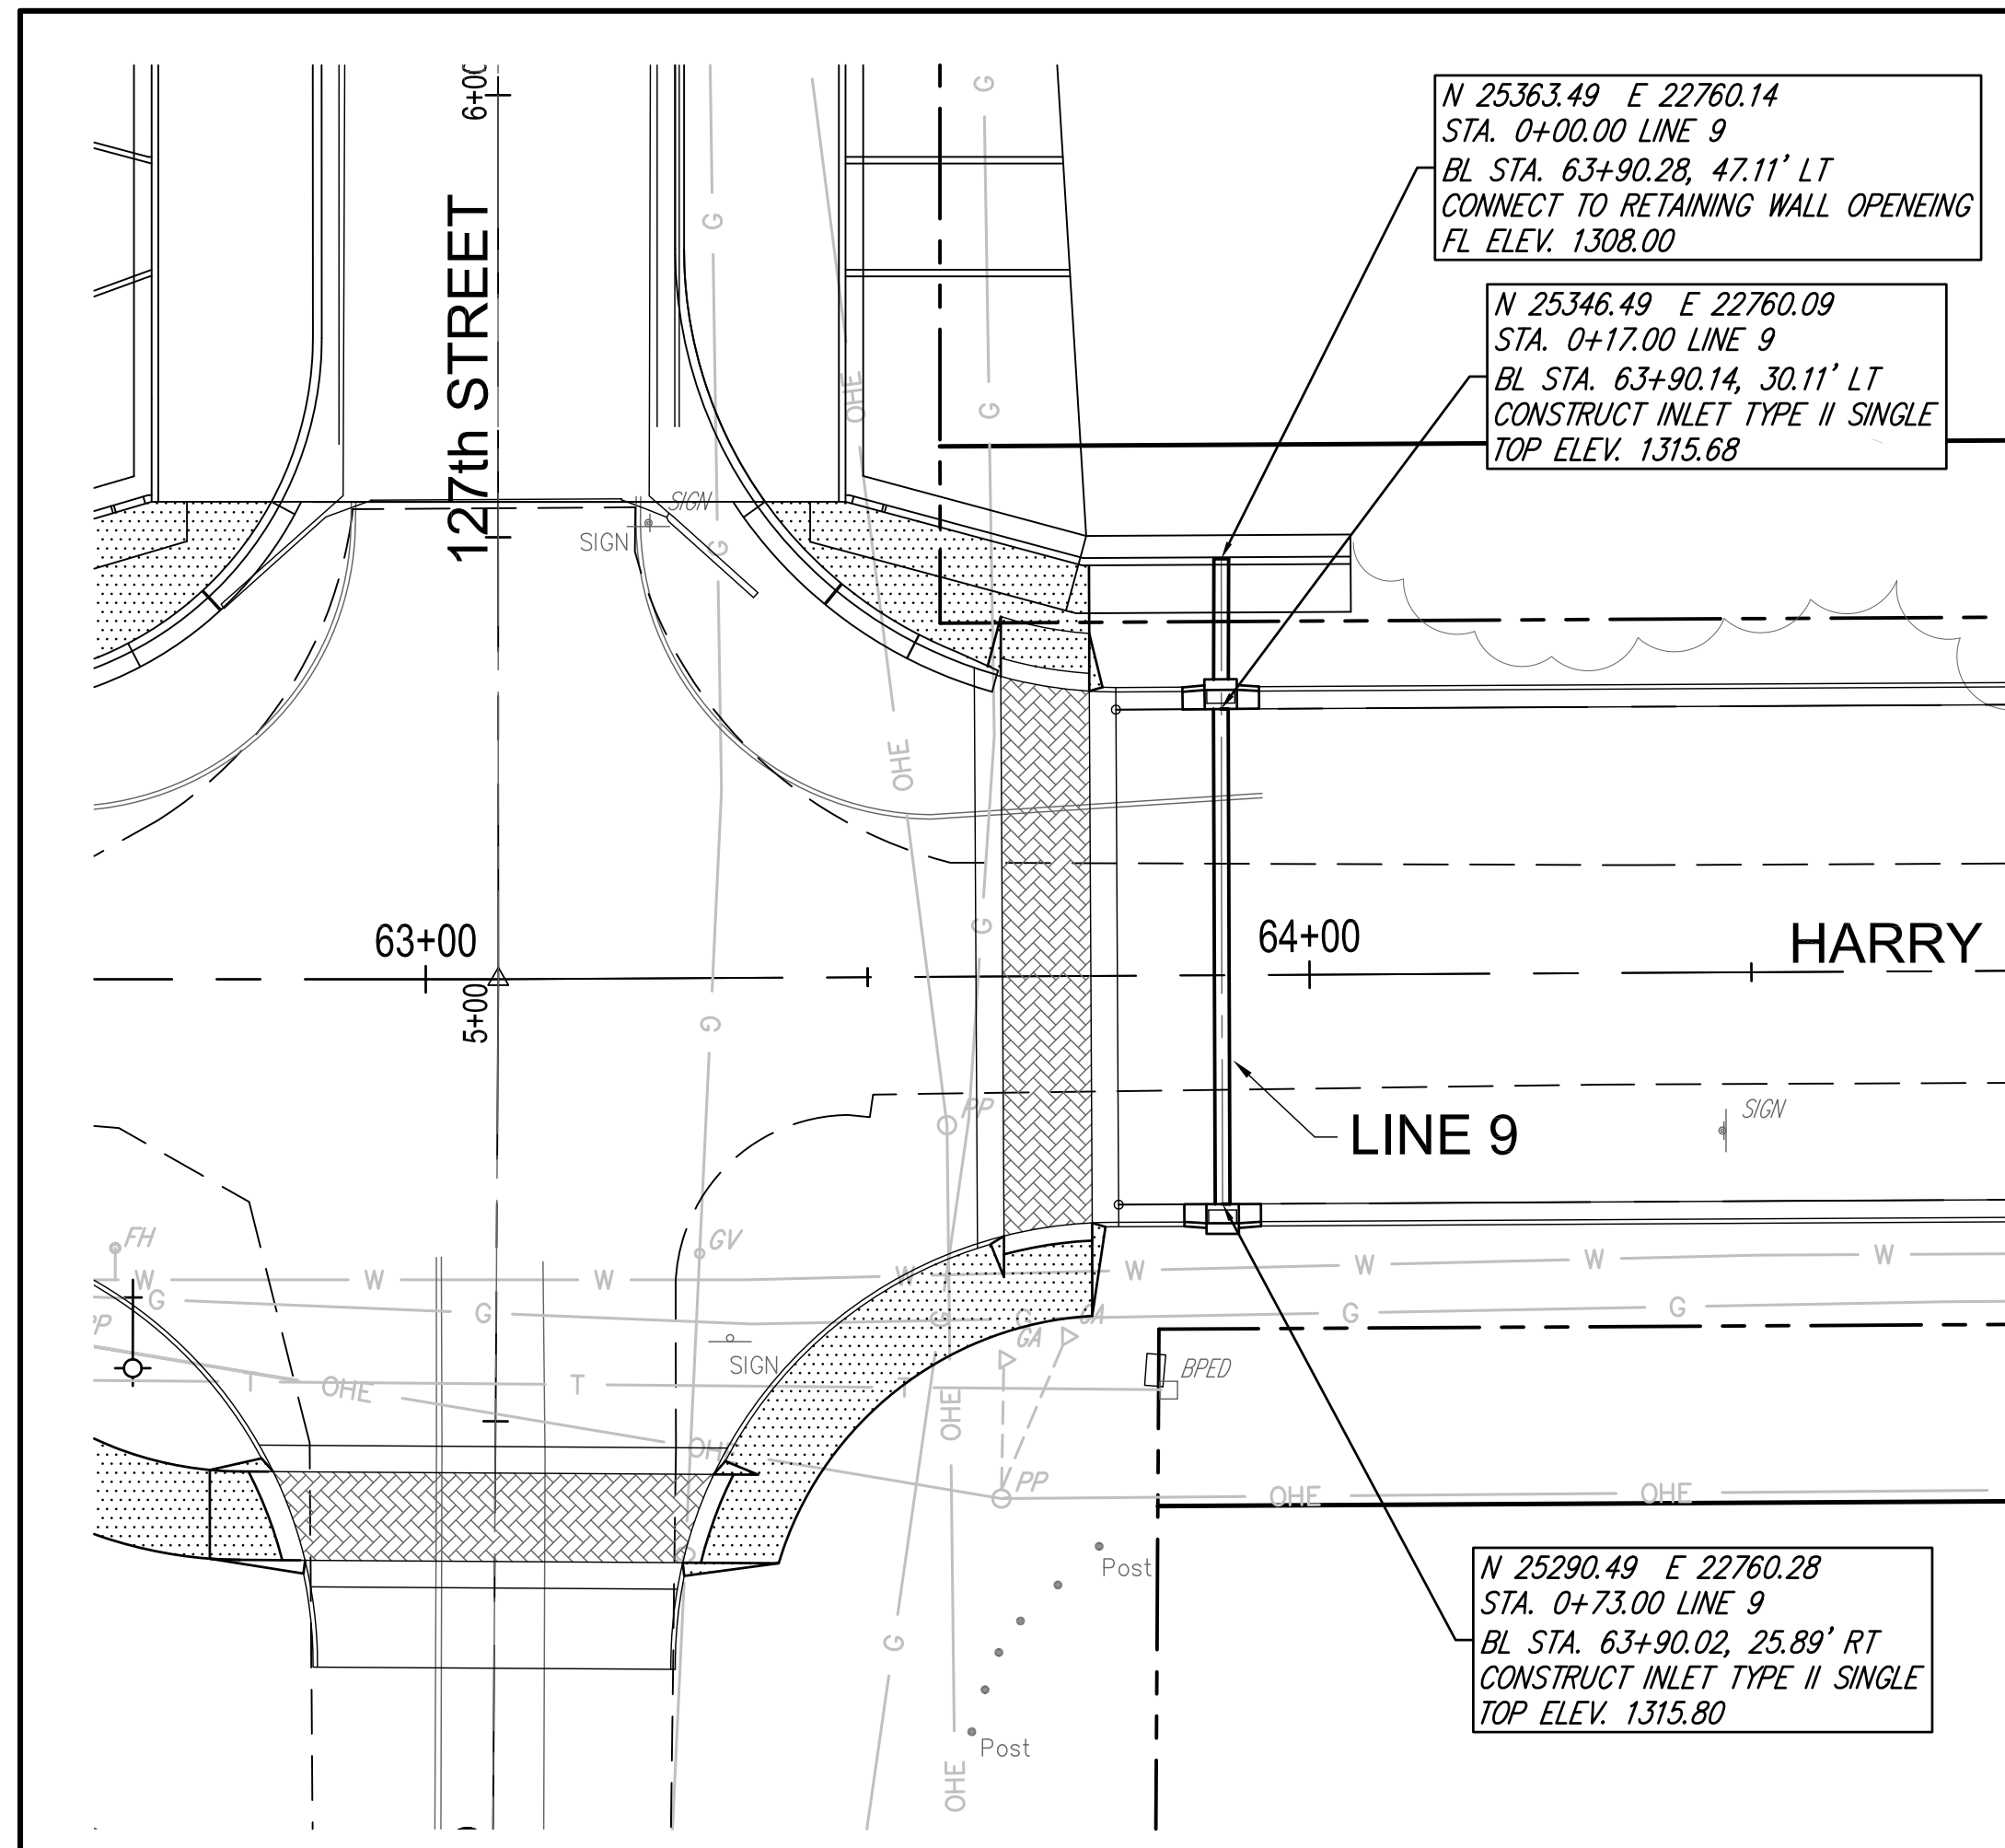 N 25363.49 E 22760.14
STA. 0+00.00 LINE 9
BL STA. 63+90.28, 47.11' LT
CONNECT TO RETAINING WALL OPENEING
FL ELEV. 1308.00
N 25346.49 E 22760.09
STA. 0+17.00 LINE 9
BL STA. 63+90.14, 30.11' LT
CONSTRUCT INLET TYPE II SINGLE
TOP ELEV. 1315.68
6+00
127th STREET
G
G
G
G
G
OHE
OHE
SIGN
SIGN
63+00
5+00
64+00
HARRY
G
G
PP
LINE 9
SIGN
FH
GV
W
W
W
W
W
W
W
W
G
G
G
G
G
G
GA
GA
PP
SIGN
BPED
T
T
T
OHE
OHE
OHE
PP
OHE
OHE
G
Post
G
Post
OHE
N 25290.49 E 22760.28
STA. 0+73.00 LINE 9
BL STA. 63+90.02, 25.89' RT
CONSTRUCT INLET TYPE II SINGLE
TOP ELEV. 1315.80